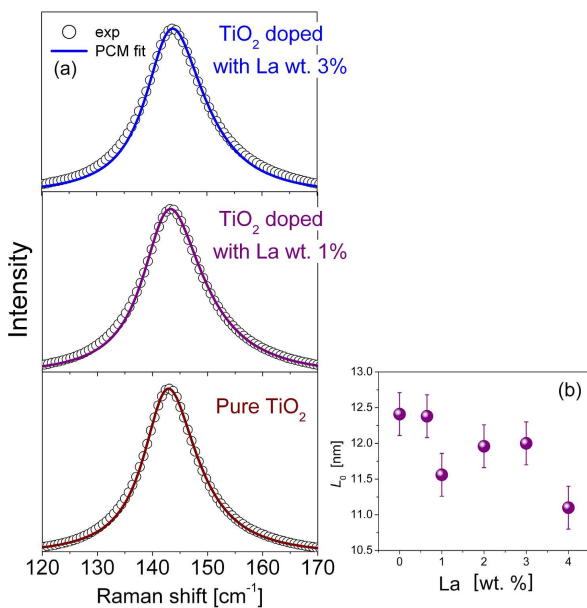 exp
PCM fit
(a)
TiO2 doped
with La wt. 3%
TiO2 doped
with La wt. 1%
Pure TiO2
Intensity
120 130 140 150 160 170
Raman shift [cm-1]
(b)
13.0
12.5
12.0
11.5
11.0
10.5
L0 [nm]
0 1 2 3 4
La [wt. %]